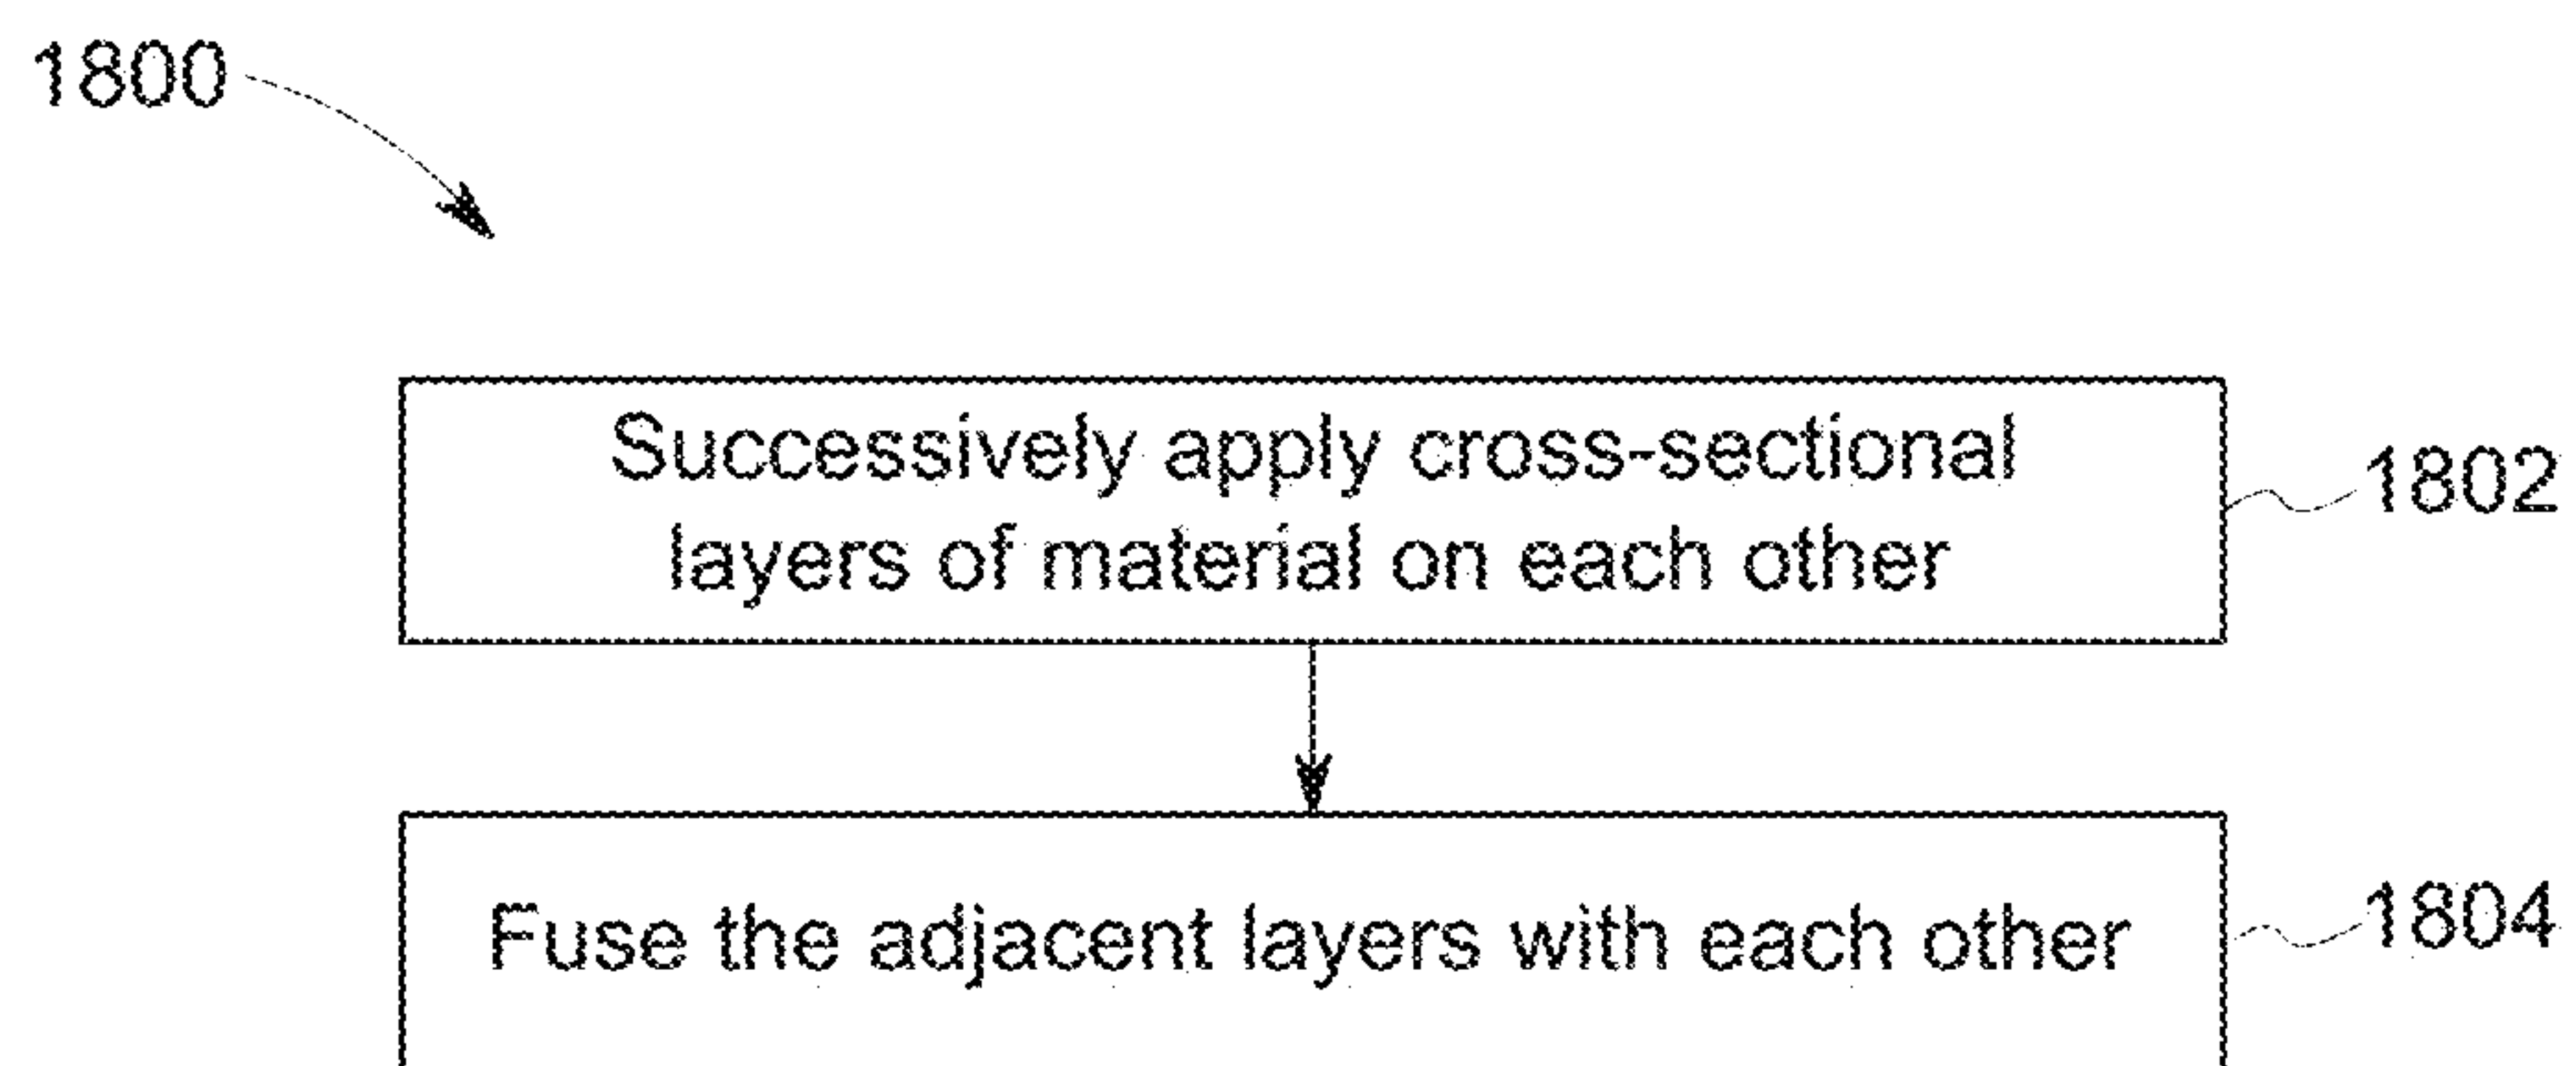 1800
Successively apply cross-sectional
layers of material on each other
1802
Fuse the adjacent layers with each other
1804